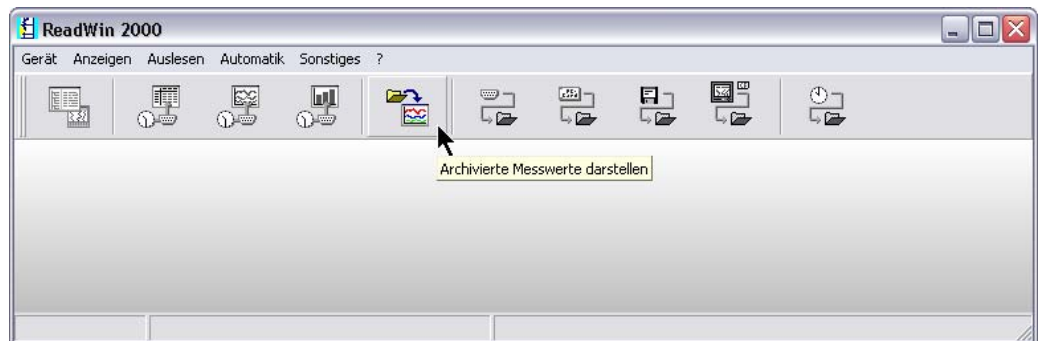 ReadWin 2000
Gerät Anzeigen Auslesen Automatik Sonstiges ?
Archivierte Messwerte darstellen